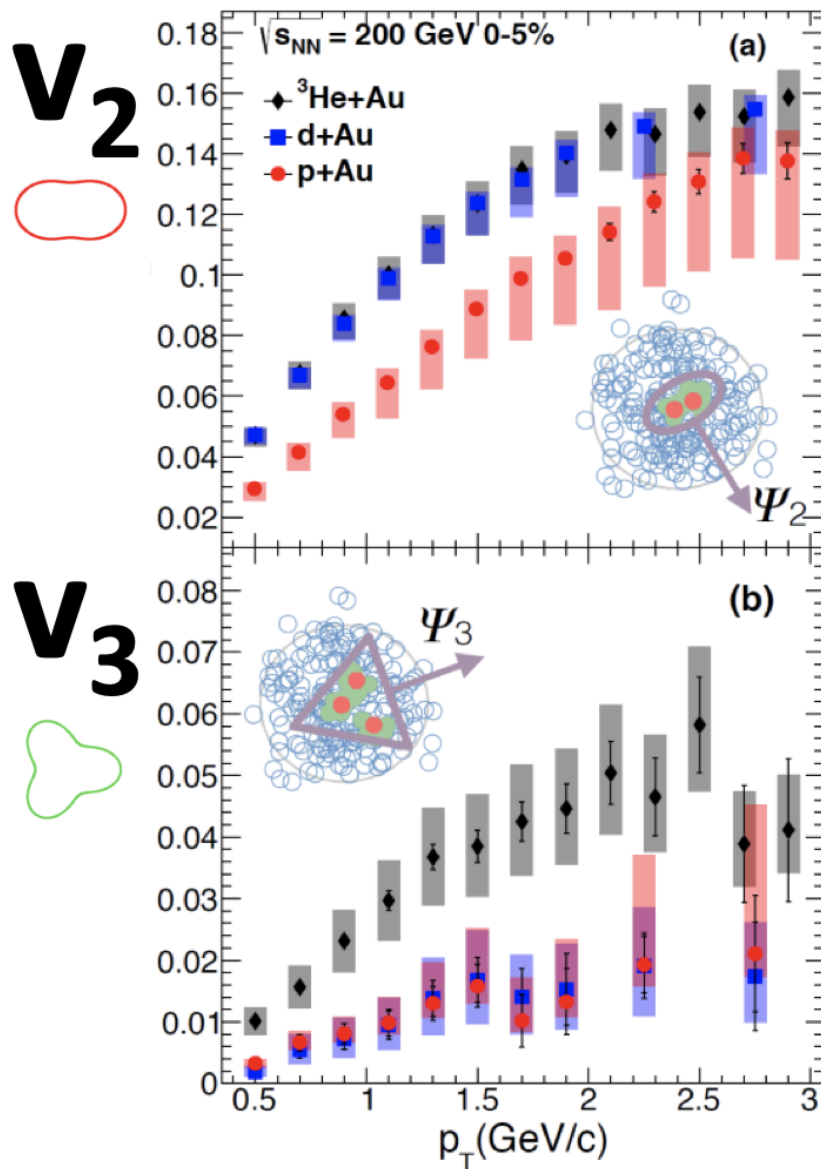 v2
√sNN = 200 GeV 0-5%
(a)
³He+Au
d+Au
p+Au
0.18
0.16
0.14
0.12
0.1
0.08
0.06
0.04
0.02
Ψ2
v3
(b)
Ψ3
0.08
0.07
0.06
0.05
0.04
0.03
0.02
0.01
0
0.5 1 1.5 2 2.5 3
pT(GeV/c)